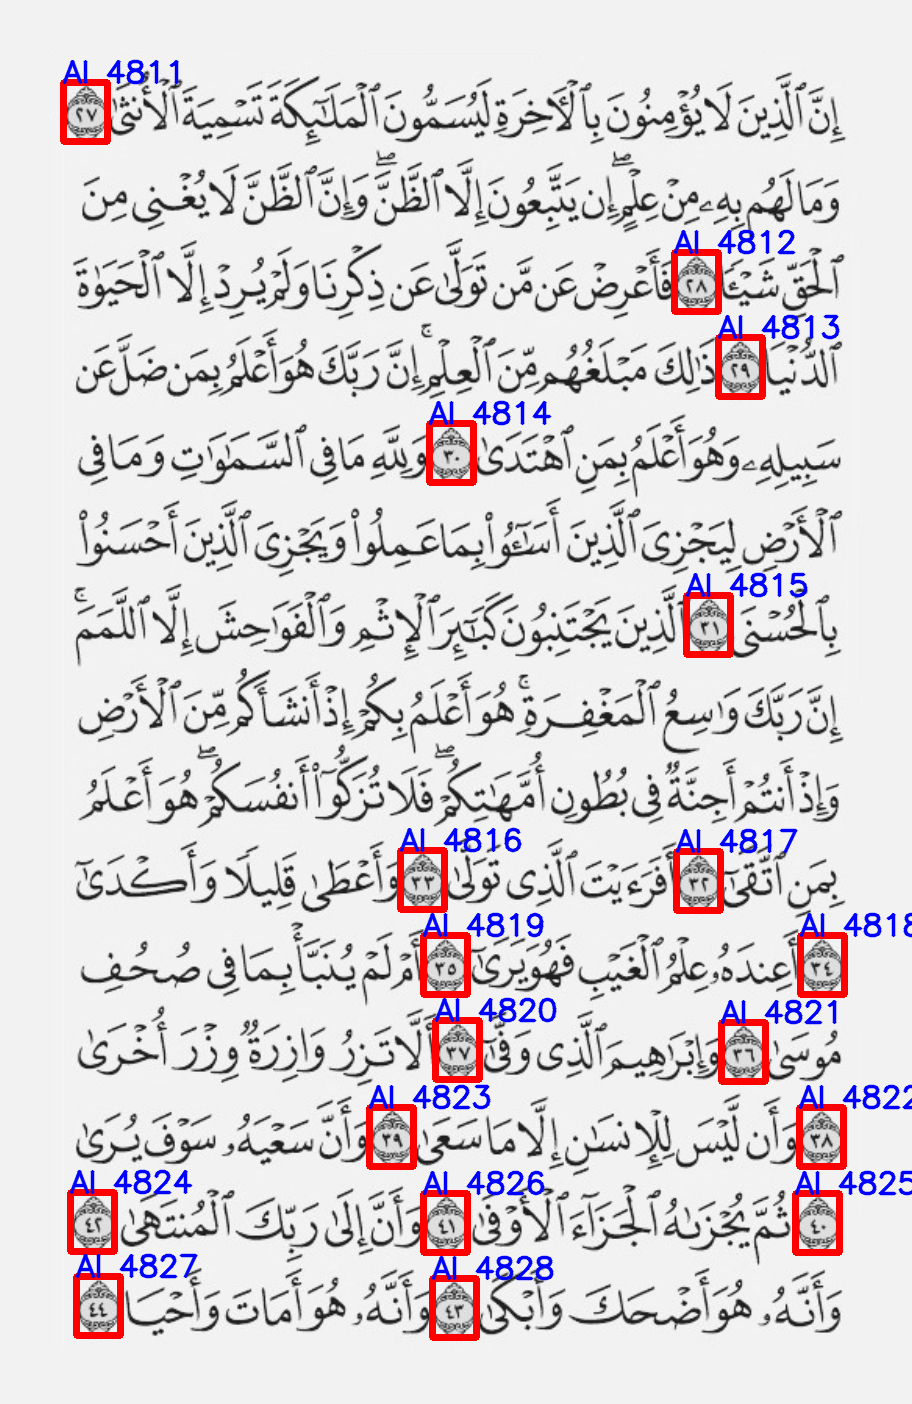 AI 4811
إِنَّ ٱلَّذِينَ لَا يُؤۡمِنُونَ بِٱلۡأٓخِرَةِ لَيُسَمُّونَ ٱلۡمَلَـٰٓئِكَةَ تَسۡمِيَةَ ٱلۡأُنثَىٰ ٢٧
وَمَا لَهُم بِهِۦ مِنۡ عِلۡمٍۖ إِن يَتَّبِعُونَ إِلَّا ٱلظَّنَّۖ وَإِنَّ ٱلظَّنَّ لَا يُغۡنِى مِنَ
AI 4812
ٱلۡحَقِّ شَيۡـًٔا ٢٨ فَأَعۡرِضۡ عَن مَّن تَوَلَّىٰ عَن ذِكۡرِنَا وَلَمۡ يُرِدۡ إِلَّا ٱلۡحَيَوٰةَ
AI 4813
ٱلدُّنۡيَا ٢٩ ذَٰلِكَ مَبۡلَغُهُم مِّنَ ٱلۡعِلۡمِۚ إِنَّ رَبَّكَ هُوَ أَعۡلَمُ بِمَن ضَلَّ عَن
AI 4814
سَبِيلِهِۦ وَهُوَ أَعۡلَمُ بِمَنِ ٱهۡتَدَىٰ ٣٠ وَلِلَّهِ مَا فِى ٱلسَّمَـٰوَٰتِ وَمَا فِى
ٱلۡأَرۡضِ لِيَجۡزِىَ ٱلَّذِينَ أَسَـٰٓـُٔوا۟ بِمَا عَمِلُوا۟ وَيَجۡزِىَ ٱلَّذِينَ أَحۡسَنُوا۟
AI 4815
بِٱلۡحُسۡنَى ٣١ ٱلَّذِينَ يَجۡتَنِبُونَ كَبَـٰٓئِرَ ٱلۡإِثۡمِ وَٱلۡفَوَٰحِشَ إِلَّا ٱللَّمَمَۚ
إِنَّ رَبَّكَ وَٰسِعُ ٱلۡمَغۡفِرَةِۚ هُوَ أَعۡلَمُ بِكُمۡ إِذۡ أَنشَأَكُم مِّنَ ٱلۡأَرۡضِ
وَإِذۡ أَنتُمۡ أَجِنَّةٌ فِى بُطُونِ أُمَّهَـٰتِكُمۡۖ فَلَا تُزَكُّوٓا۟ أَنفُسَكُمۡۖ هُوَ أَعۡلَمُ
AI 4817 AI 4816
بِمَنِ ٱتَّقَىٰٓ ٣٢ أَفَرَءَيۡتَ ٱلَّذِى تَوَلَّىٰ ٣٣ وَأَعۡطَىٰ قَلِيلًا وَأَكۡدَىٰٓ
AI 4818 AI 4819
٣٤ أَعِندَهُۥ عِلۡمُ ٱلۡغَيۡبِ فَهُوَ يَرَىٰٓ ٣٥ أَمۡ لَمۡ يُنَبَّأۡ بِمَا فِى صُحُفِ
AI 4821 AI 4820
مُوسَىٰ ٣٦ وَإِبۡرَٰهِيمَ ٱلَّذِى وَفَّىٰٓ ٣٧ أَلَّا تَزِرُ وَازِرَةٌ وِزۡرَ أُخۡرَىٰ
AI 4822 AI 4823
٣٨ وَأَن لَّيۡسَ لِلۡإِنسَـٰنِ إِلَّا مَا سَعَىٰ ٣٩ وَأَنَّ سَعۡيَهُۥ سَوۡفَ يُرَىٰ
AI 4825 AI 4826 AI 4824
٤٠ ثُمَّ يُجۡزَىٰهُ ٱلۡجَزَآءَ ٱلۡأَوۡفَىٰ ٤١ وَأَنَّ إِلَىٰ رَبِّكَ ٱلۡمُنتَهَىٰ ٤٢
AI 4828 AI 4827
وَأَنَّهُۥ هُوَ أَضۡحَكَ وَأَبۡكَىٰ ٤٣ وَأَنَّهُۥ هُوَ أَمَاتَ وَأَحۡيَا ٤٤